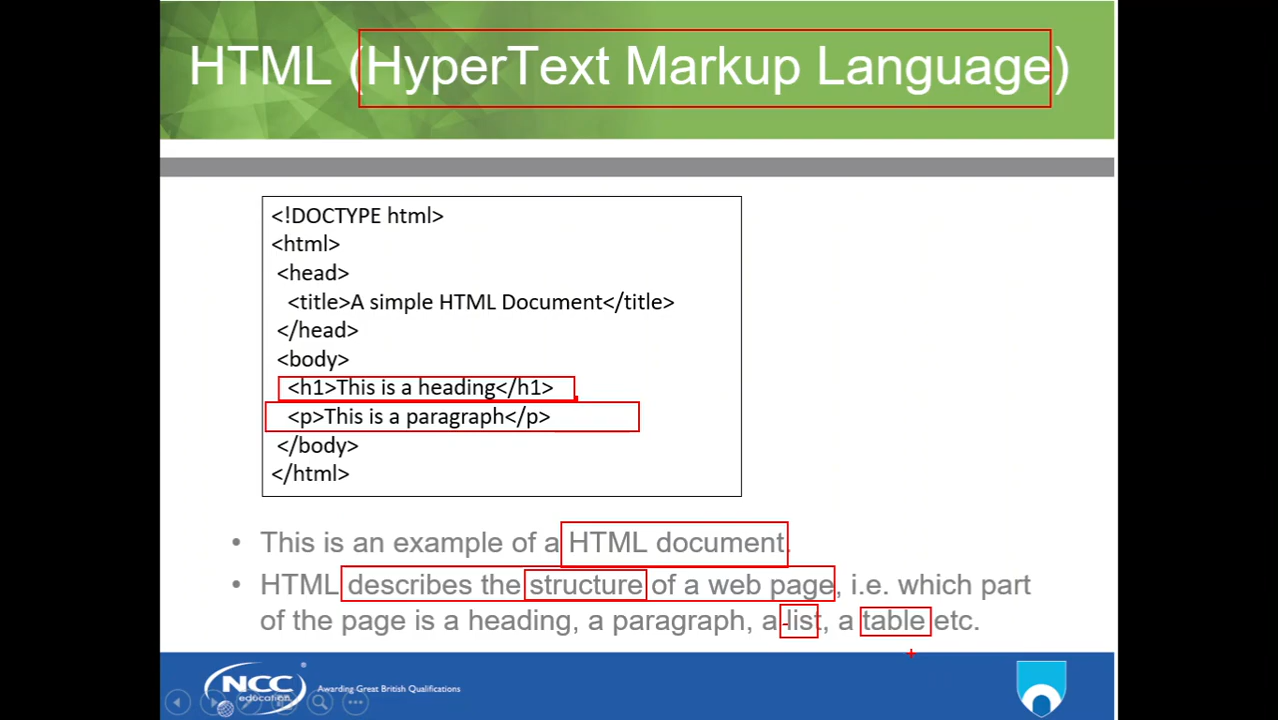 HTML (HyperText Markup Language)
<!DOCTYPE html>
<html>
<head>
<title>A simple HTML Document</title>
</head>
<body>
<h1>This is a heading</h1>
<p>This is a paragraph</p>
</body>
</html>
• This is an example of a HTML document.
• HTML describes the structure of a web page, i.e. which part
of the page is a heading, a paragraph, a list, a table etc.
NCC
education
Awarding Great British Qualifications